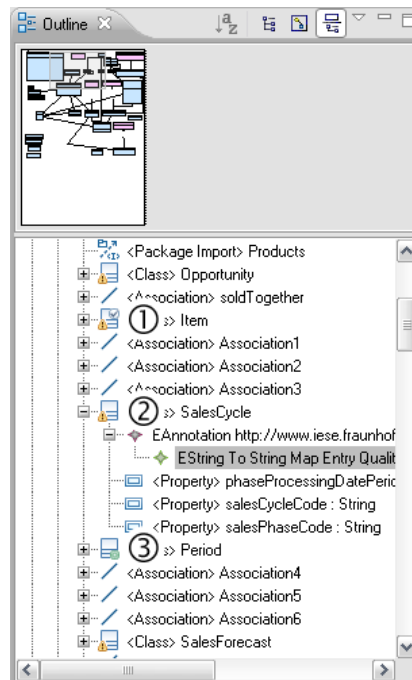 Outline
<Package Import> Products
<Class> Opportunity
<Association> soldTogether
① s> Item
<Association> Association1
<Association> Association2
<Association> Association3
② s> SalesCycle
EAnnotation http://www.iese.fraunhof
EString To String Map Entry Qualit
<Property> phaseProcessingDatePeric
<Property> salesCycleCode : String
<Property> salesPhaseCode : String
③ s> Period
<Association> Association4
<Association> Association5
<Association> Association6
<Class> SalesForecast